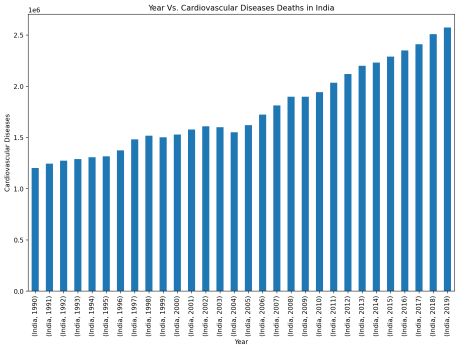 Year Vs. Cardiovascular Diseases Deaths in India
1e6
2.5
2.0
1.5
1.0
0.5
0.0
Cardiovascular Diseases
(India, 1990)
(India, 1991)
(India, 1992)
(India, 1993)
(India, 1994)
(India, 1995)
(India, 1996)
(India, 1997)
(India, 1998)
(India, 1999)
(India, 2000)
(India, 2001)
(India, 2002)
(India, 2003)
(India, 2004)
(India, 2005)
(India, 2006)
(India, 2007)
(India, 2008)
(India, 2009)
(India, 2010)
(India, 2011)
(India, 2012)
(India, 2013)
(India, 2014)
(India, 2015)
(India, 2016)
(India, 2017)
(India, 2018)
(India, 2019)
Year